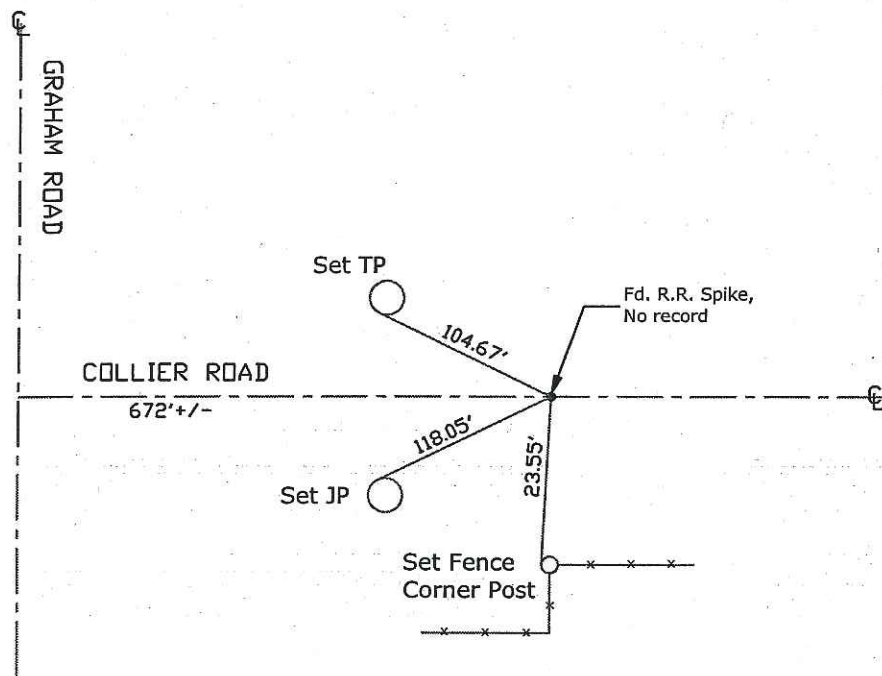 ℄
GRAHAM ROAD
Set TP
Fd. R.R. Spike,
No record
104.67'
COLLIER ROAD
℄
672'+/-
118.05'
23.55'
Set JP
Set Fence
Corner Post